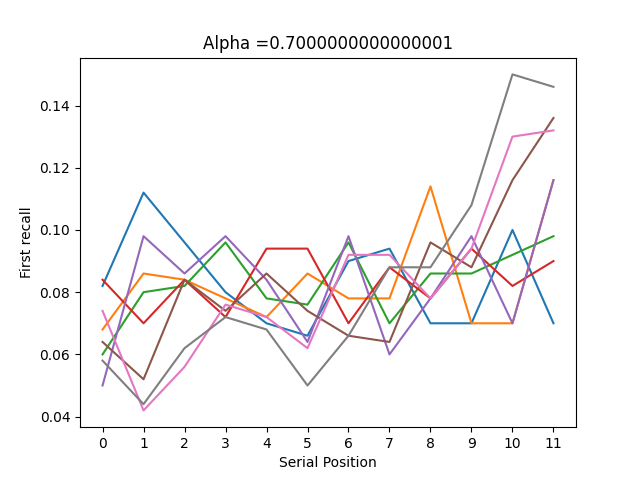 Alpha =0.7000000000000001
0.14
0.12
0.10
0.08
0.06
0.04
First recall
0 1 2 3 4 5 6 7 8 9 10 11
Serial Position